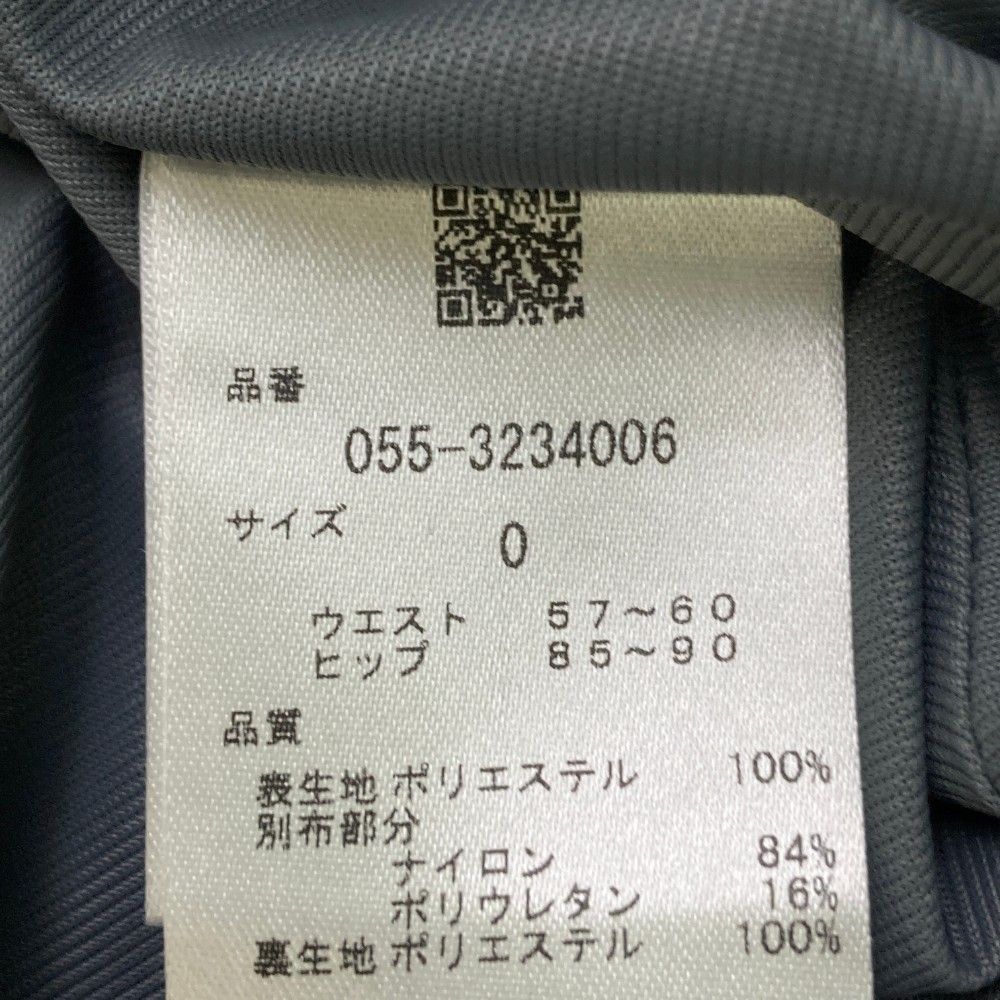 品番
055-3234006
サイズ
0
ウエスト 57～60
ヒップ 85～90
品質
表生地 ポリエステル 100%
別布部分
ナイロン 84%
ポリウレタン 16%
裏生地 ポリエステル 100%